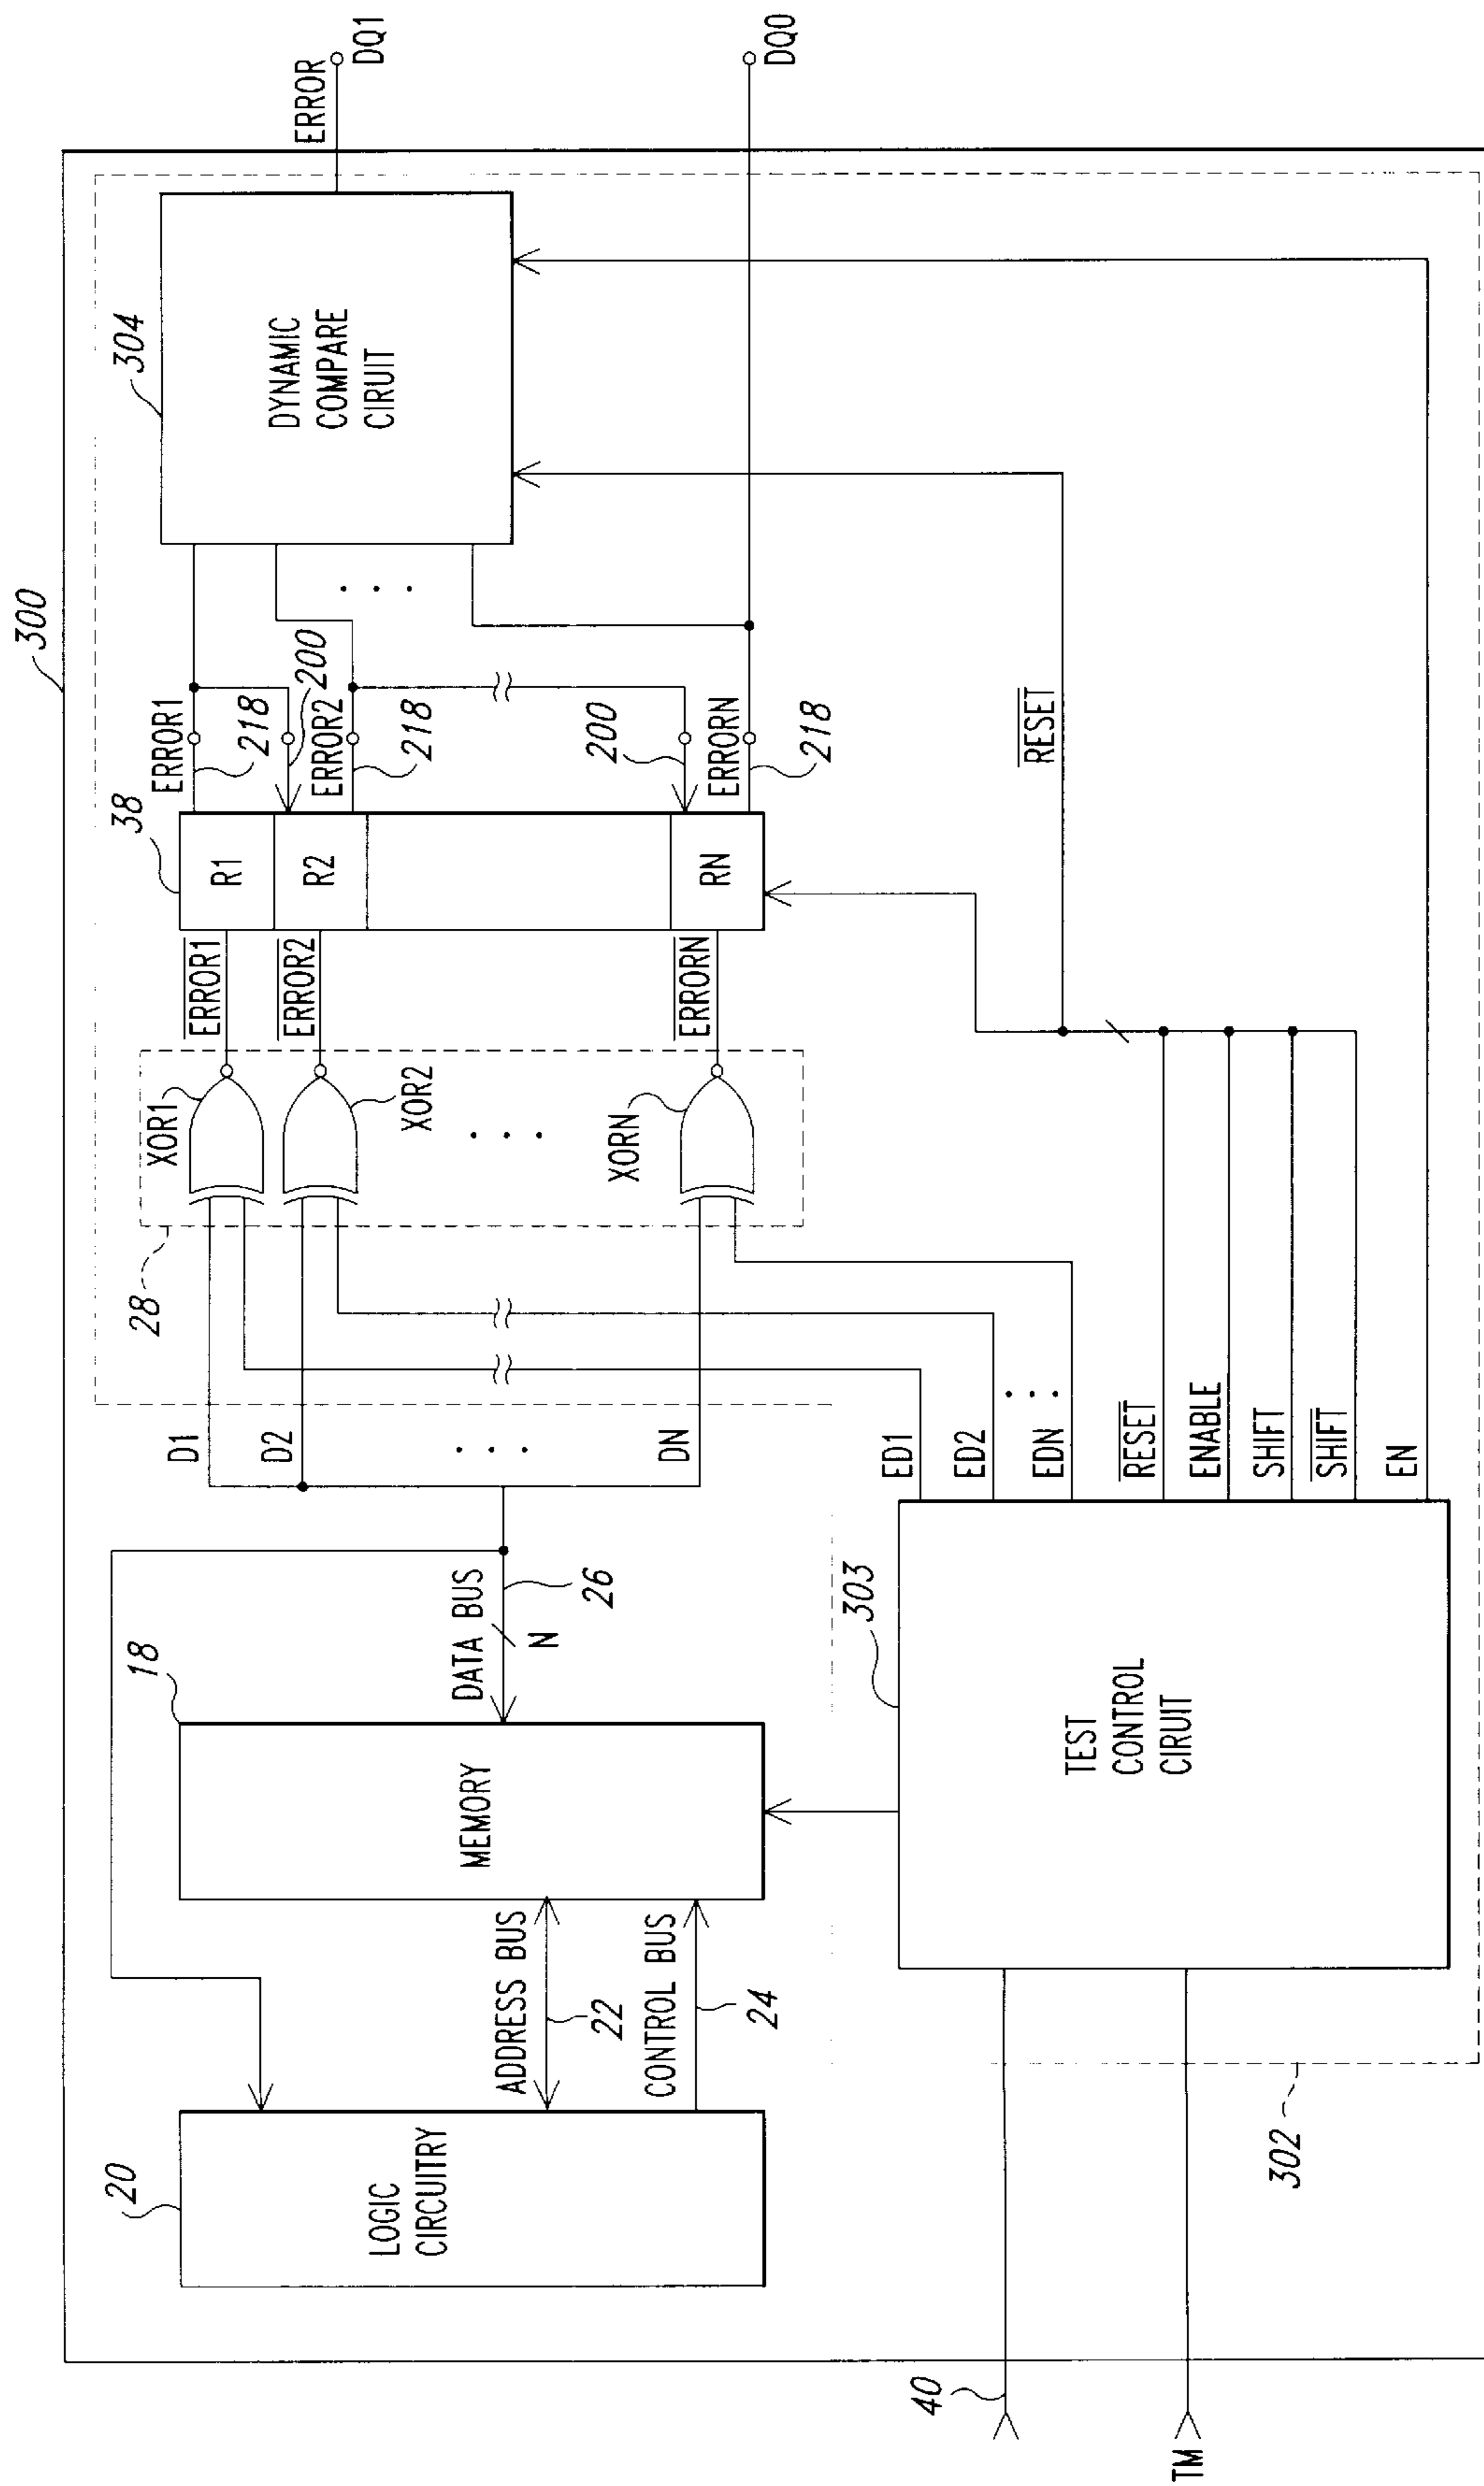 300
20
LOGIC
CIRCUITRY
ADDRESS BUS
22
CONTROL BUS
24
18
MEMORY
DATA BUS
N
26
D1
D2
. . .
DN
28
XOR1
XOR2
. . .
XORN
ERROR1
ERROR2
ERRORN
38
R1
R2
RN
ERROR1
218
200
ERROR2
218
200
ERRORN
218
. . .
304
DYNAMIC
COMPARE
CIRUIT
ERROR
DQ1
DQ0
40
TM
302
303
TEST
CONTROL
CIRUIT
ED1
ED2
. . .
EDN
RESET
ENABLE
SHIFT
SHIFT
EN
RESET